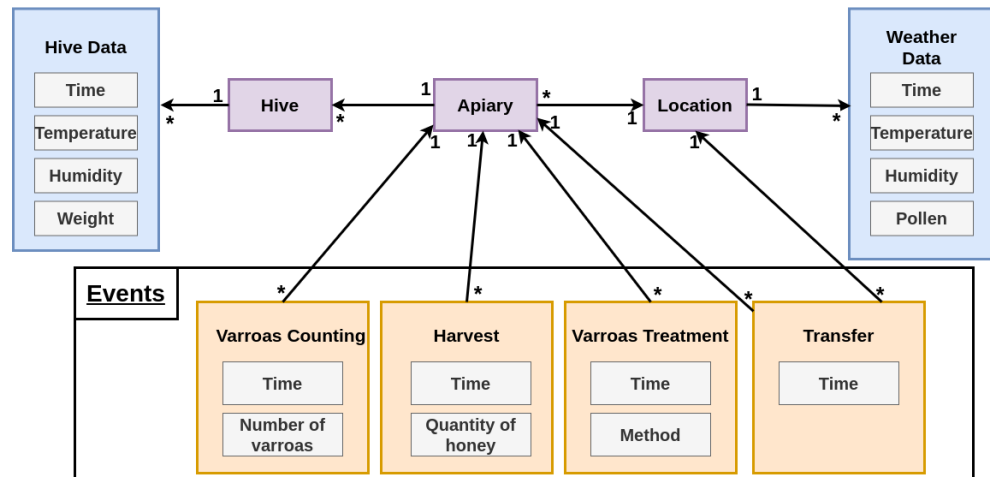 Hive Data
Time
Temperature
Humidity
Weight
1
*
Hive
1
*
Apiary
*
1
Location
1
*
Weather
Data
Time
Temperature
Humidity
Pollen
1
1
1
1
1
Events
*
*
*
*
*
Varroas Counting
Time
Number of
varroas
Harvest
Time
Quantity of
honey
Varroas Treatment
Time
Method
Transfer
Time